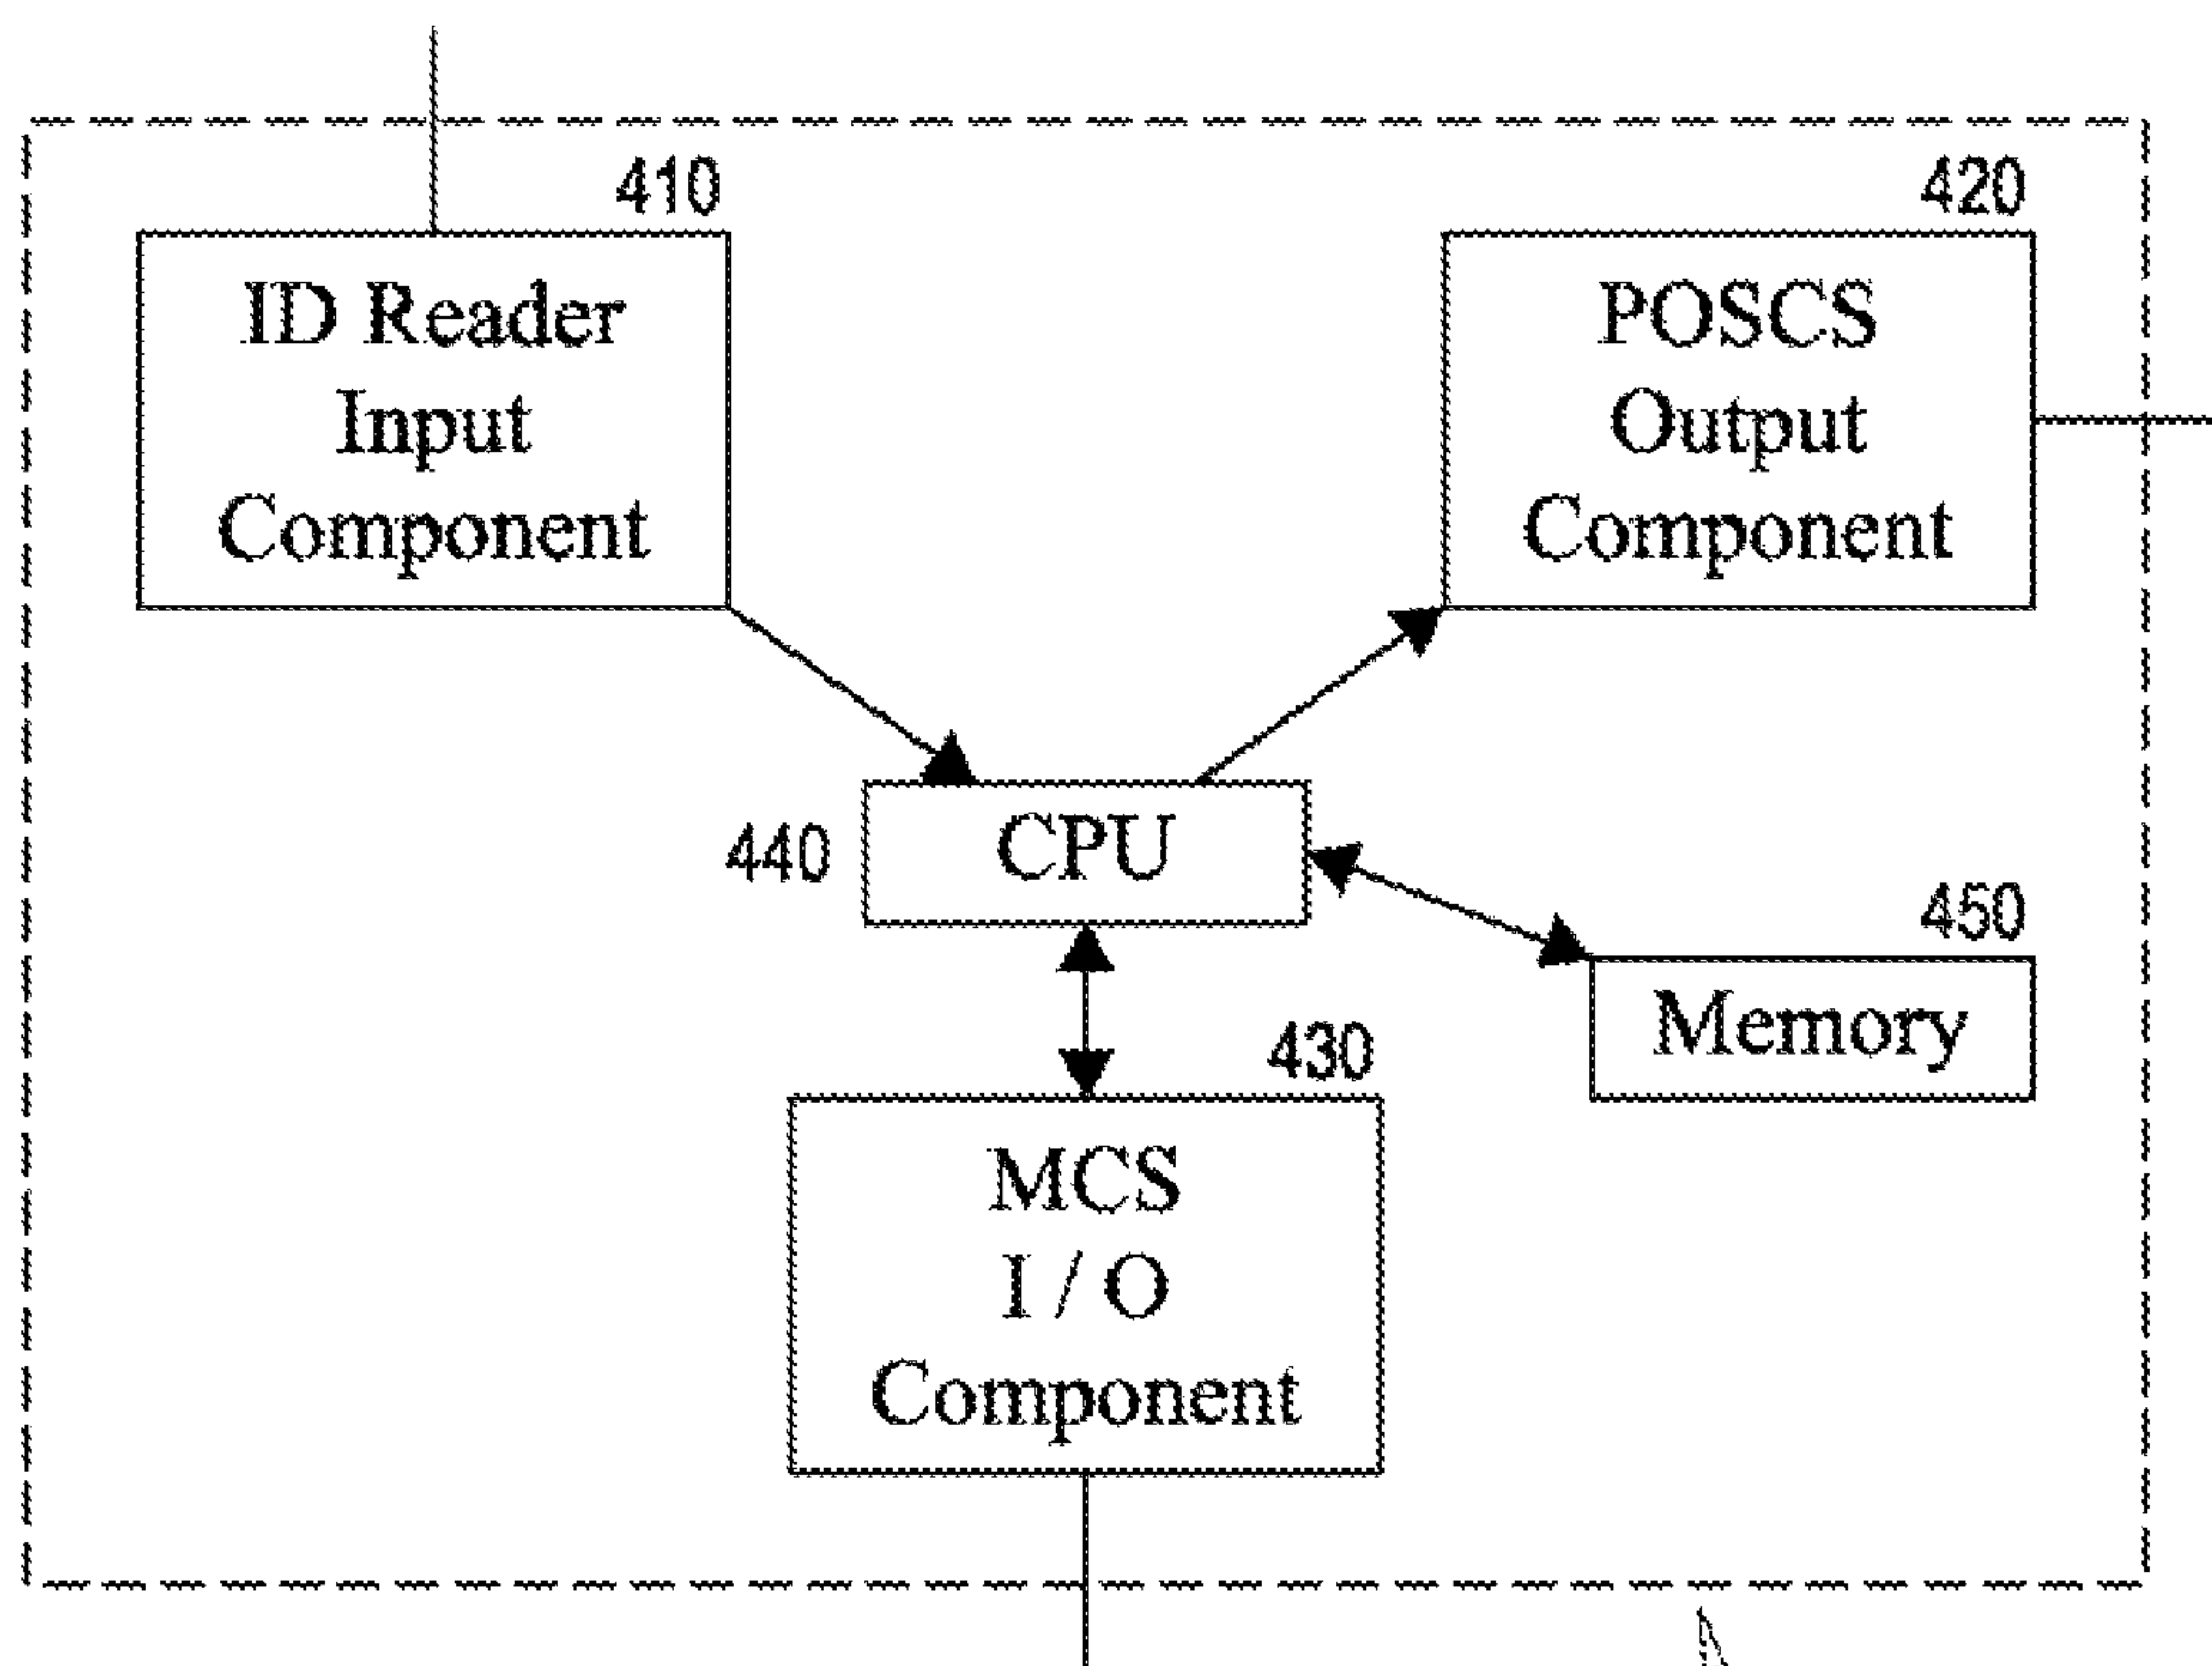 410
ID Reader
Input
Component
420
POSCS
Output
Component
440
CPU
450
Memory
430
MCS
I / O
Component